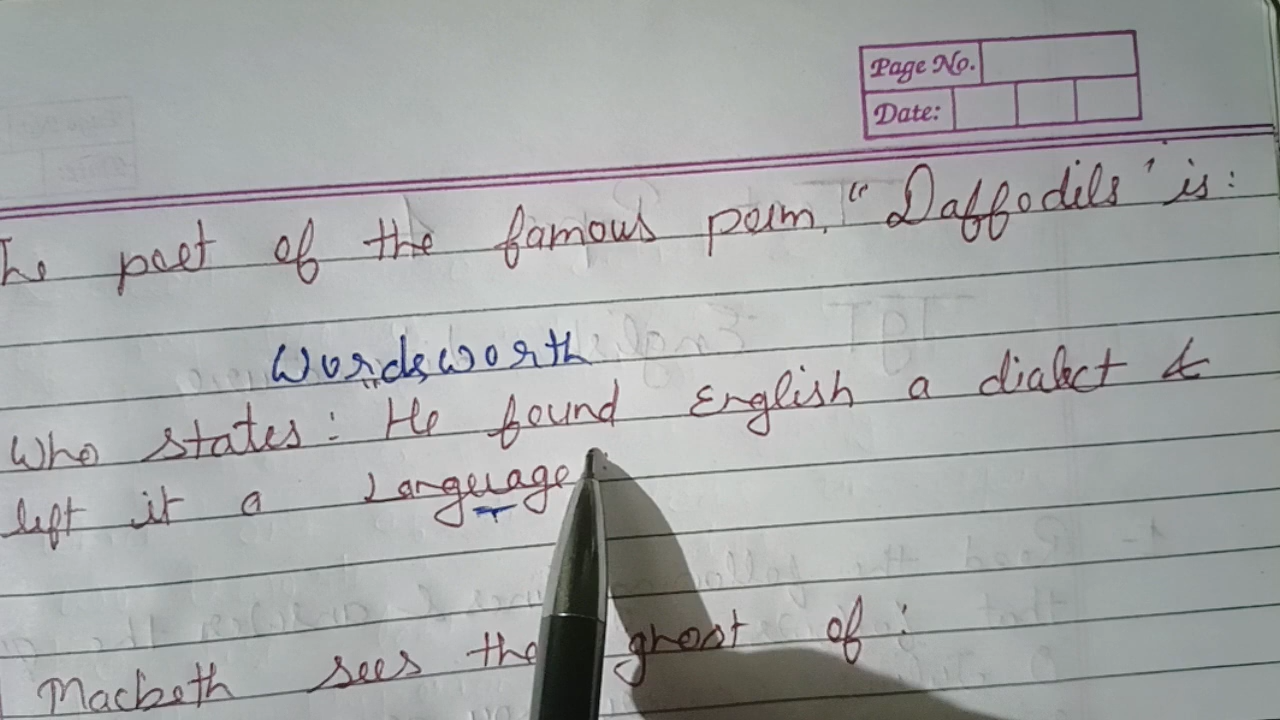 Page No.
Date:
The poet of the famous poem, "Daffodils" is:
Wordsworth
Who states: He found English a dialect &
left it a Language
Macbeth sees the ghost of: